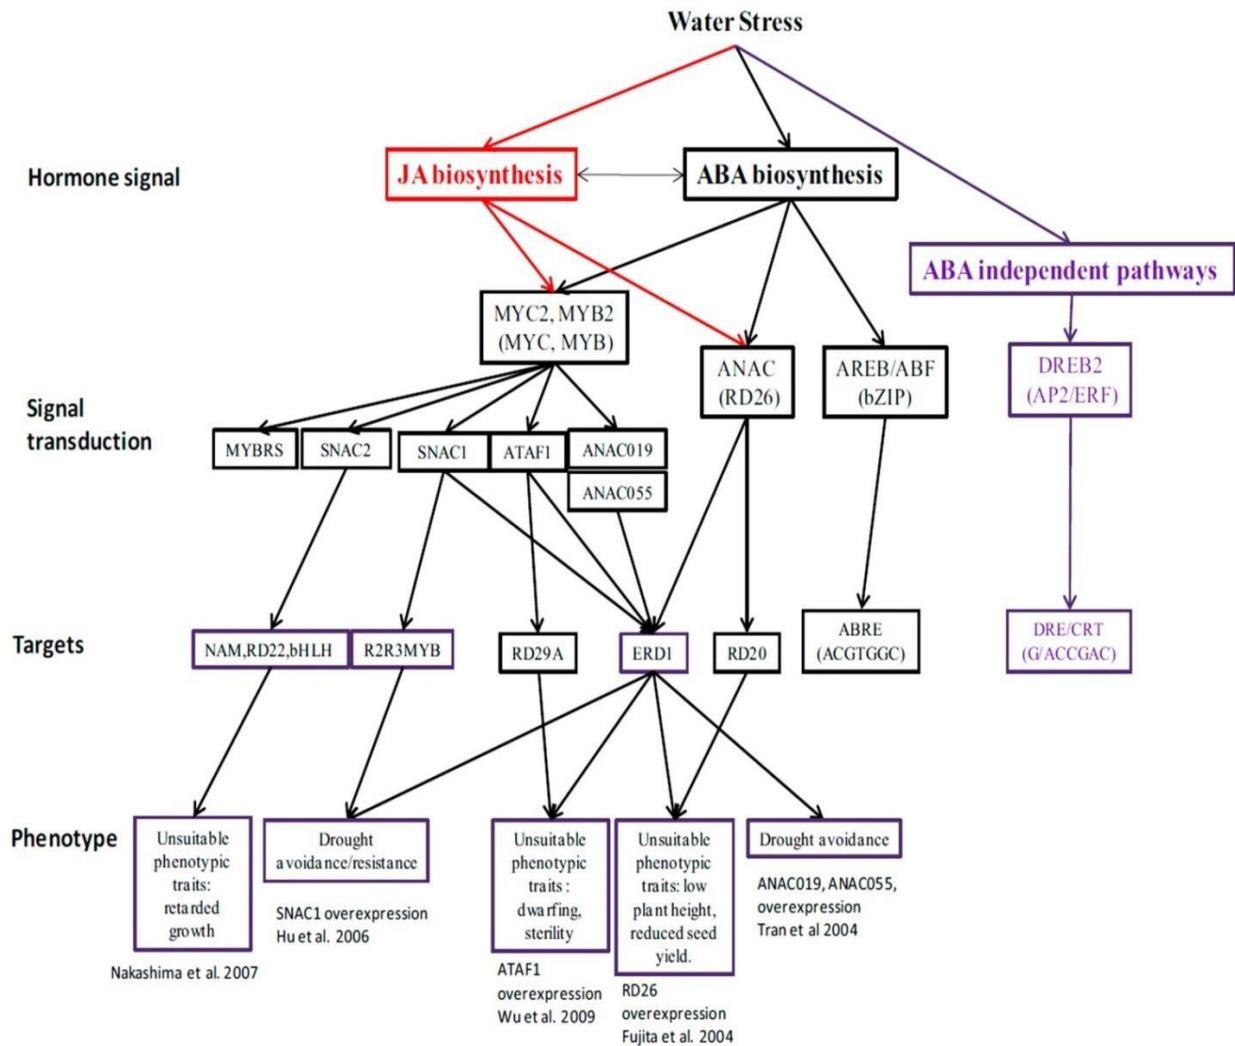 Water Stress
Hormone signal
JA biosynthesis
ABA biosynthesis
ABA independent pathways
MYC2, MYB2
(MYC, MYB)
ANAC
(RD26)
AREB/ABF
(bZIP)
DREB2
(AP2/ERF)
Signal
transduction
MYBRS
SNAC2
SNAC1
ATAF1
ANAC019
ANAC055
Targets
NAM,RD22,bHLH
R2R3MYB
RD29A
ERD1
RD20
ABRE
(ACGTGGC)
DRE/CRT
(G/ACCGAC)
Phenotype
Unsuitable
phenotypic
traits:
retarded
growth
Nakashima et al. 2007
Drought
avoidance/resistance
SNAC1 overexpression
Hu et al. 2006
Unsuitable
phenotypic
traits :
dwarfing,
sterility
ATAF1
overexpression
Wu et al. 2009
Unsuitable
phenotypic
traits: low
plant height,
reduced seed
yield.
RD26
overexpression
Fujita et al. 2004
Drought avoidance
ANAC019, ANAC055,
overexpression
Tran et al 2004